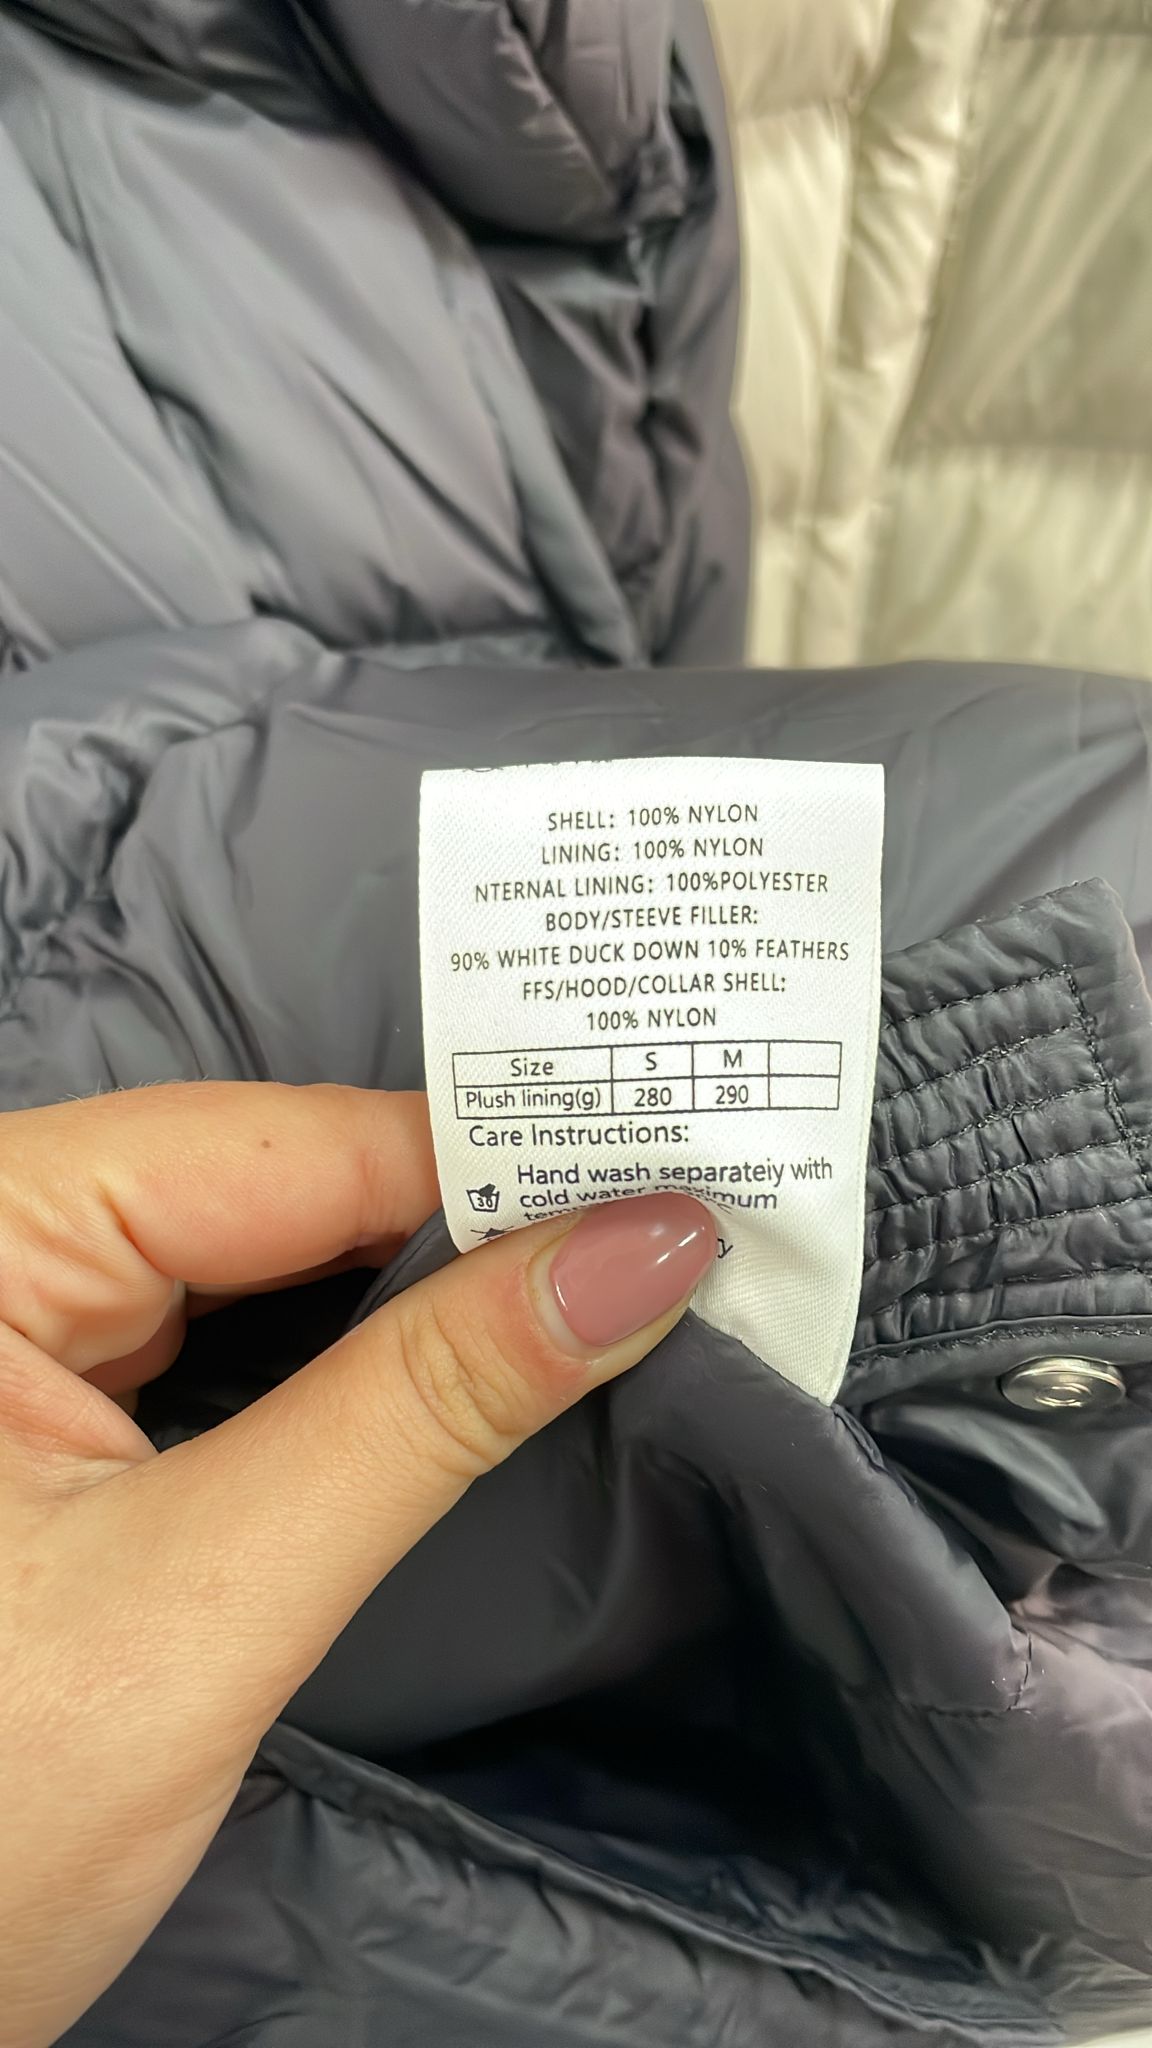 SHELL: 100% NYLON
LINING: 100% NYLON
NTERNAL LINING: 100%POLYESTER
BODY/STEEVE FILLER:
90% WHITE DUCK DOWN 10% FEATHERS
FFS/HOOD/COLLAR SHELL:
100% NYLON
Size S M
Plush lining(g) 280 290
Care Instructions:
Hand wash separateiy with
30 cold water maximum